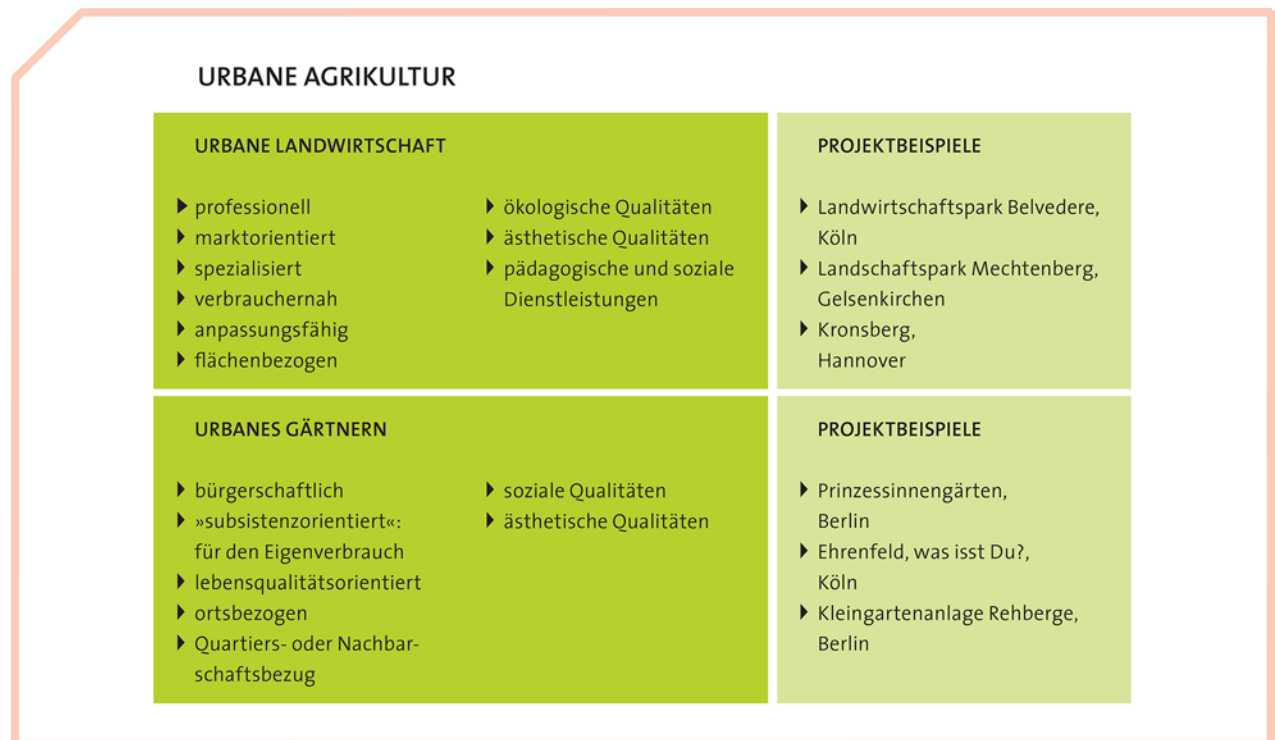 URBANE AGRIKULTUR
URBANE LANDWIRTSCHAFT
professionell
marktorientiert
spezialisiert
verbrauchernah
anpassungsfähig
flächenbezogen
ökologische Qualitäten
ästhetische Qualitäten
pädagogische und soziale
Dienstleistungen
PROJEKTBEISPIELE
Landwirtschaftspark Belvedere,
Köln
Landschaftspark Mechtenberg,
Gelsenkirchen
Kronsberg,
Hannover
URBANES GÄRTNERN
bürgerschaftlich
»subsistenzorientiert«:
für den Eigenverbrauch
lebensqualitätsorientiert
ortsbezogen
Quartiers- oder Nachbar-
schaftsbezug
soziale Qualitäten
ästhetische Qualitäten
PROJEKTBEISPIELE
Prinzessinnengärten,
Berlin
Ehrenfeld, was isst Du?,
Köln
Kleingartenanlage Rehberge,
Berlin